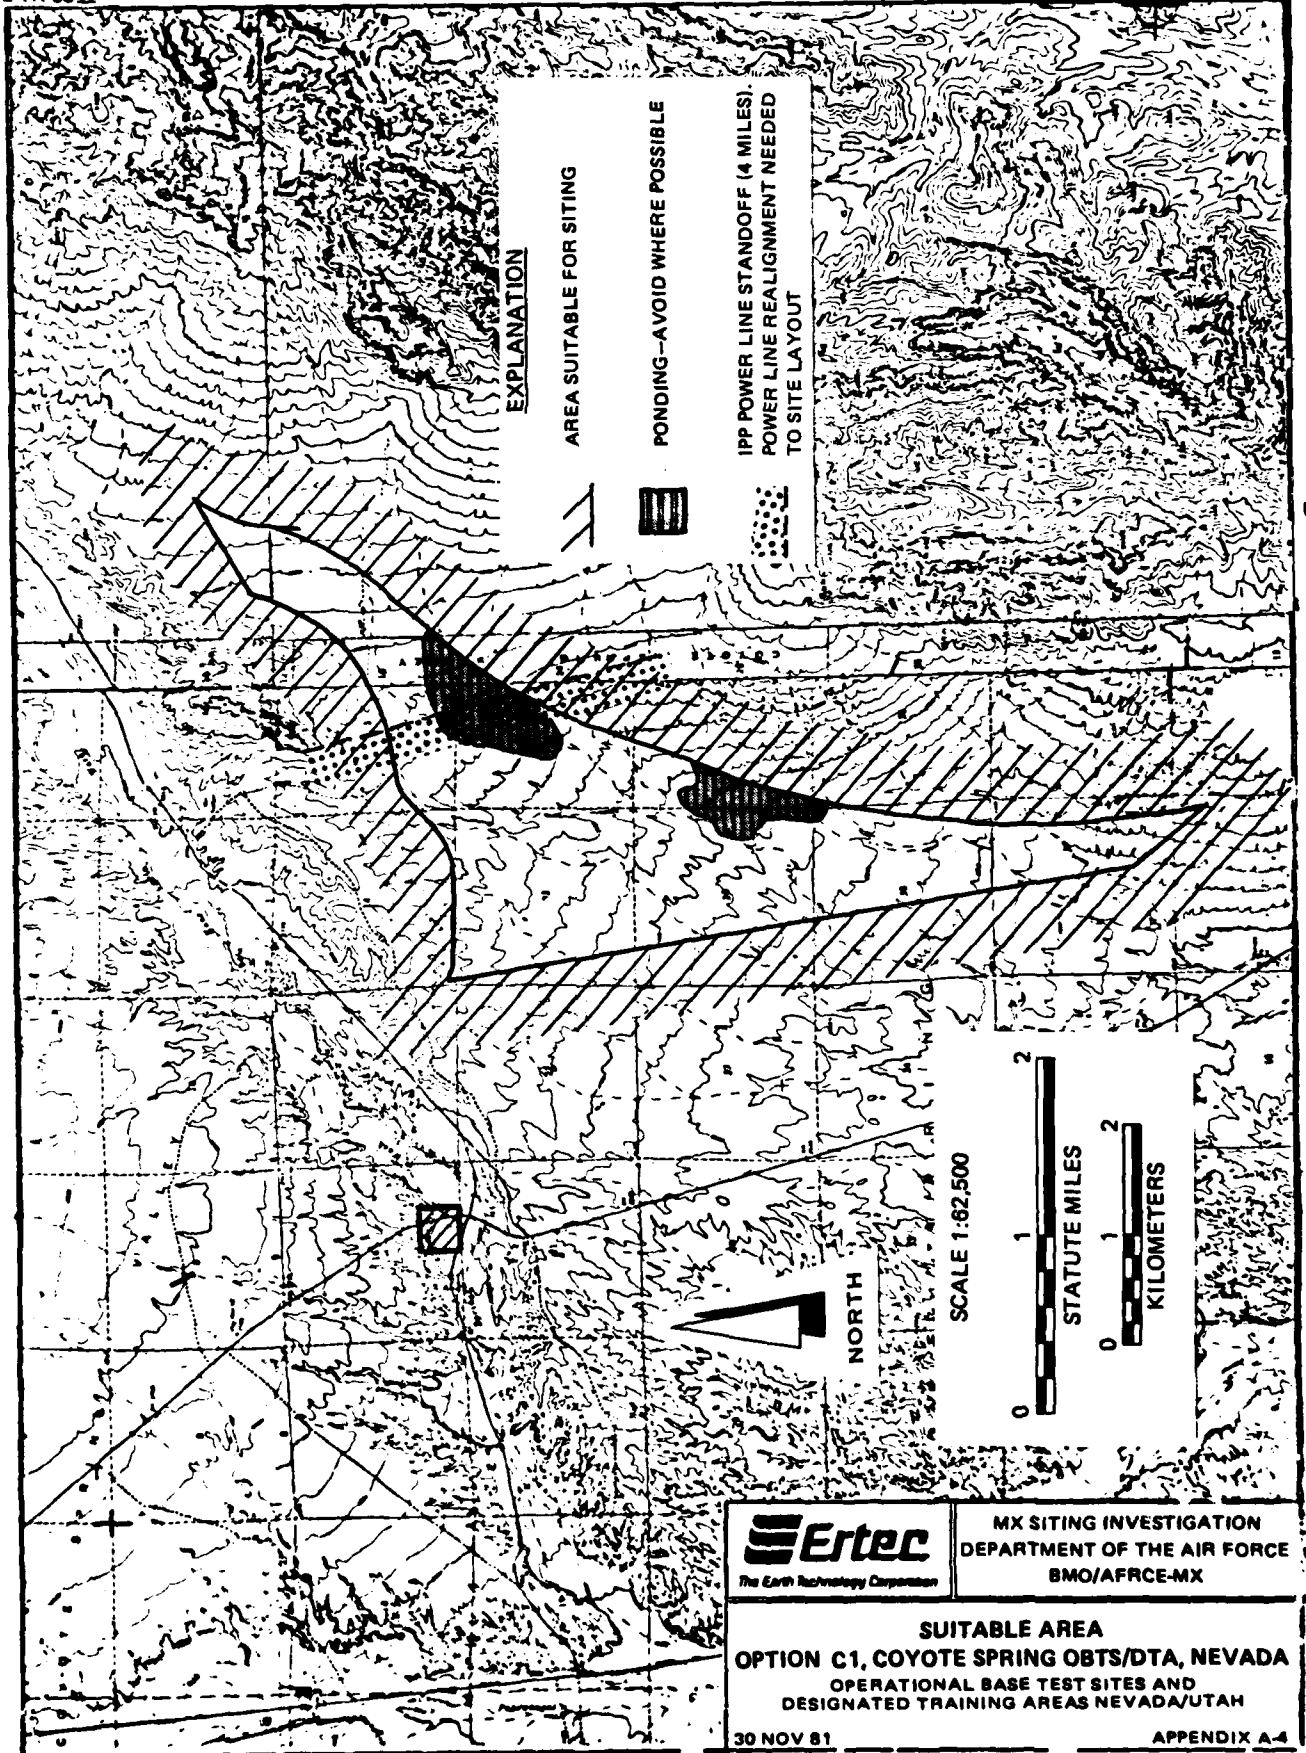 EXPLANATION
AREA SUITABLE FOR SITING
PONDING—AVOID WHERE POSSIBLE
IPP POWER LINE STANDOFF (4 MILES).
POWER LINE REALIGNMENT NEEDED
TO SITE LAYOUT
NORTH
SCALE 1:62,500
0 1 2
STATUTE MILES
0 1 2
KILOMETERS
Ertec
The Earth Technology Corporation
MX SITING INVESTIGATION
DEPARTMENT OF THE AIR FORCE
BMO/AFRCE-MX
SUITABLE AREA
OPTION C1, COYOTE SPRING OBTS/DTA, NEVADA
OPERATIONAL BASE TEST SITES AND
DESIGNATED TRAINING AREAS NEVADA/UTAH
30 NOV 81
APPENDIX A-4